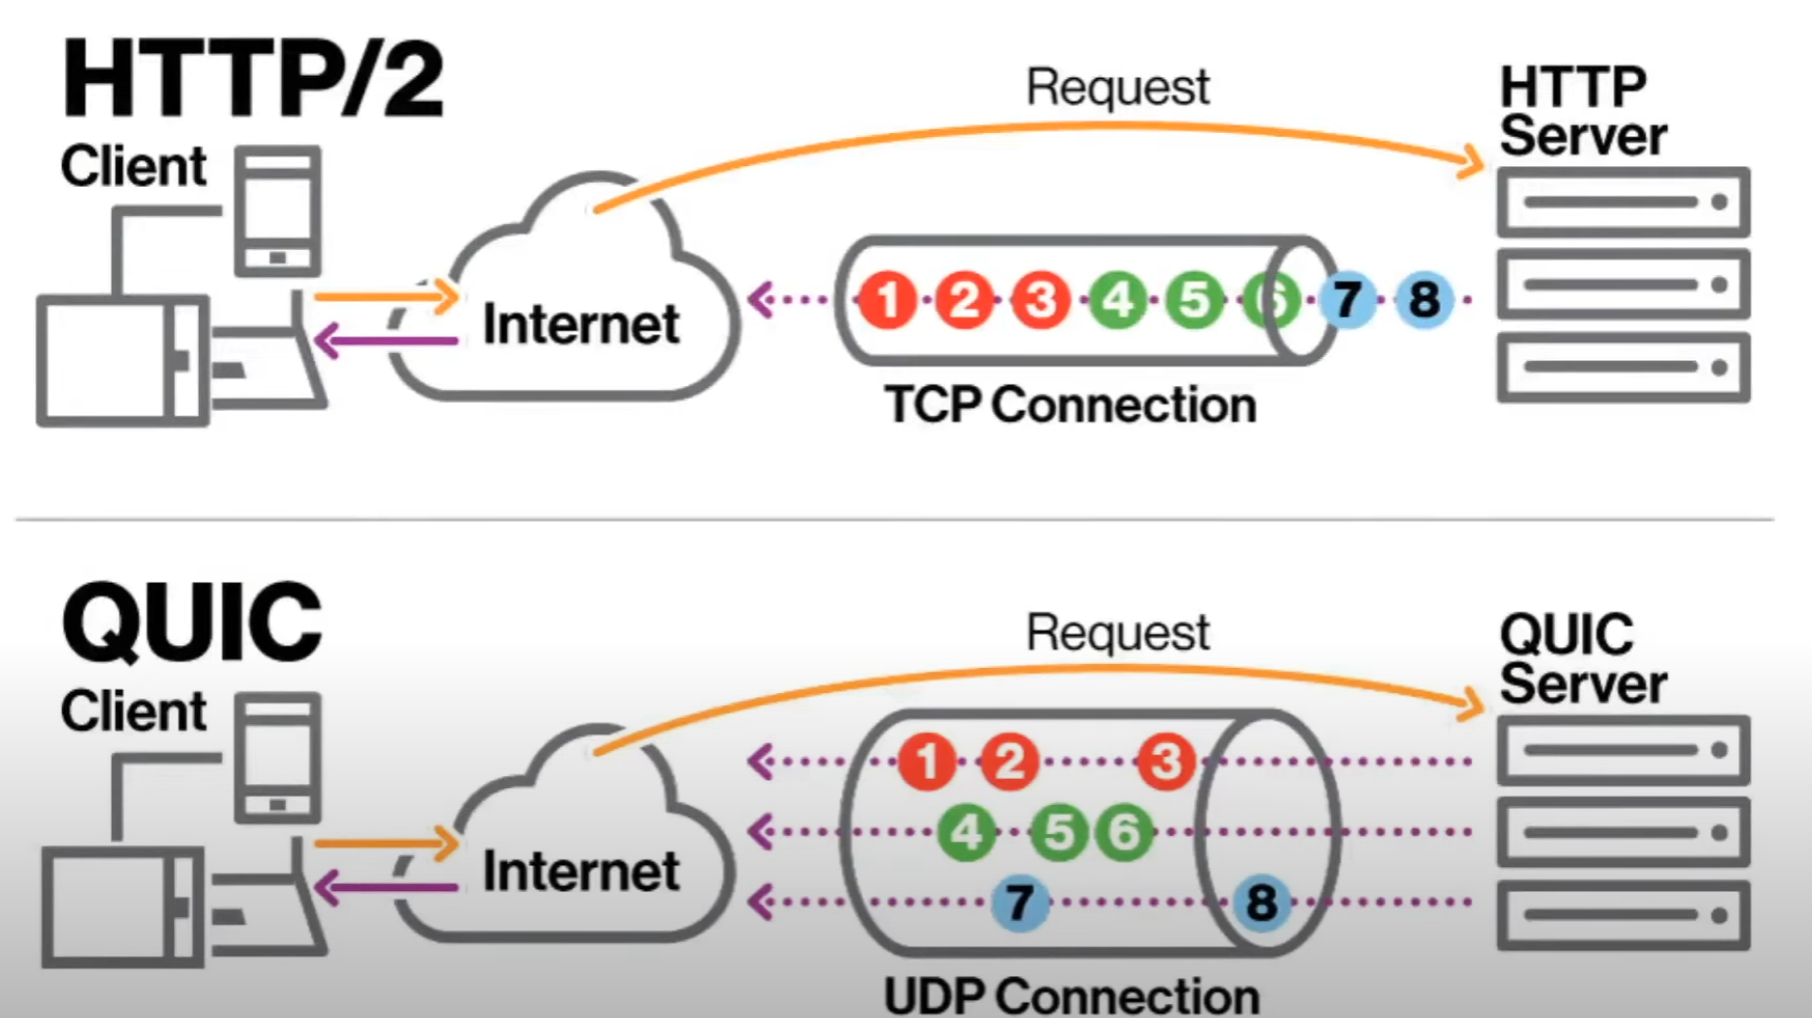 HTTP/2
Client
Request
HTTP
Server
Internet
1 2 3 4 5 6 7 8
TCP Connection
QUIC
Client
Request
QUIC
Server
1 2 3
4 5 6
Internet
7 8
UDP Connection